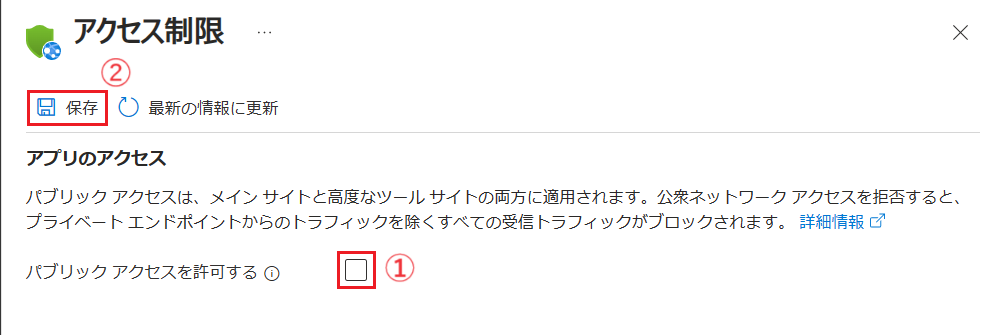 アクセス制限 …
②
保存 最新の情報に更新
アプリのアクセス
パブリック アクセスは、メイン サイトと高度なツール サイトの両方に適用されます。公衆ネットワーク アクセスを拒否すると、
プライベート エンドポイントからのトラフィックを除くすべての受信トラフィックがブロックされます。 詳細情報
パブリック アクセスを許可する ①